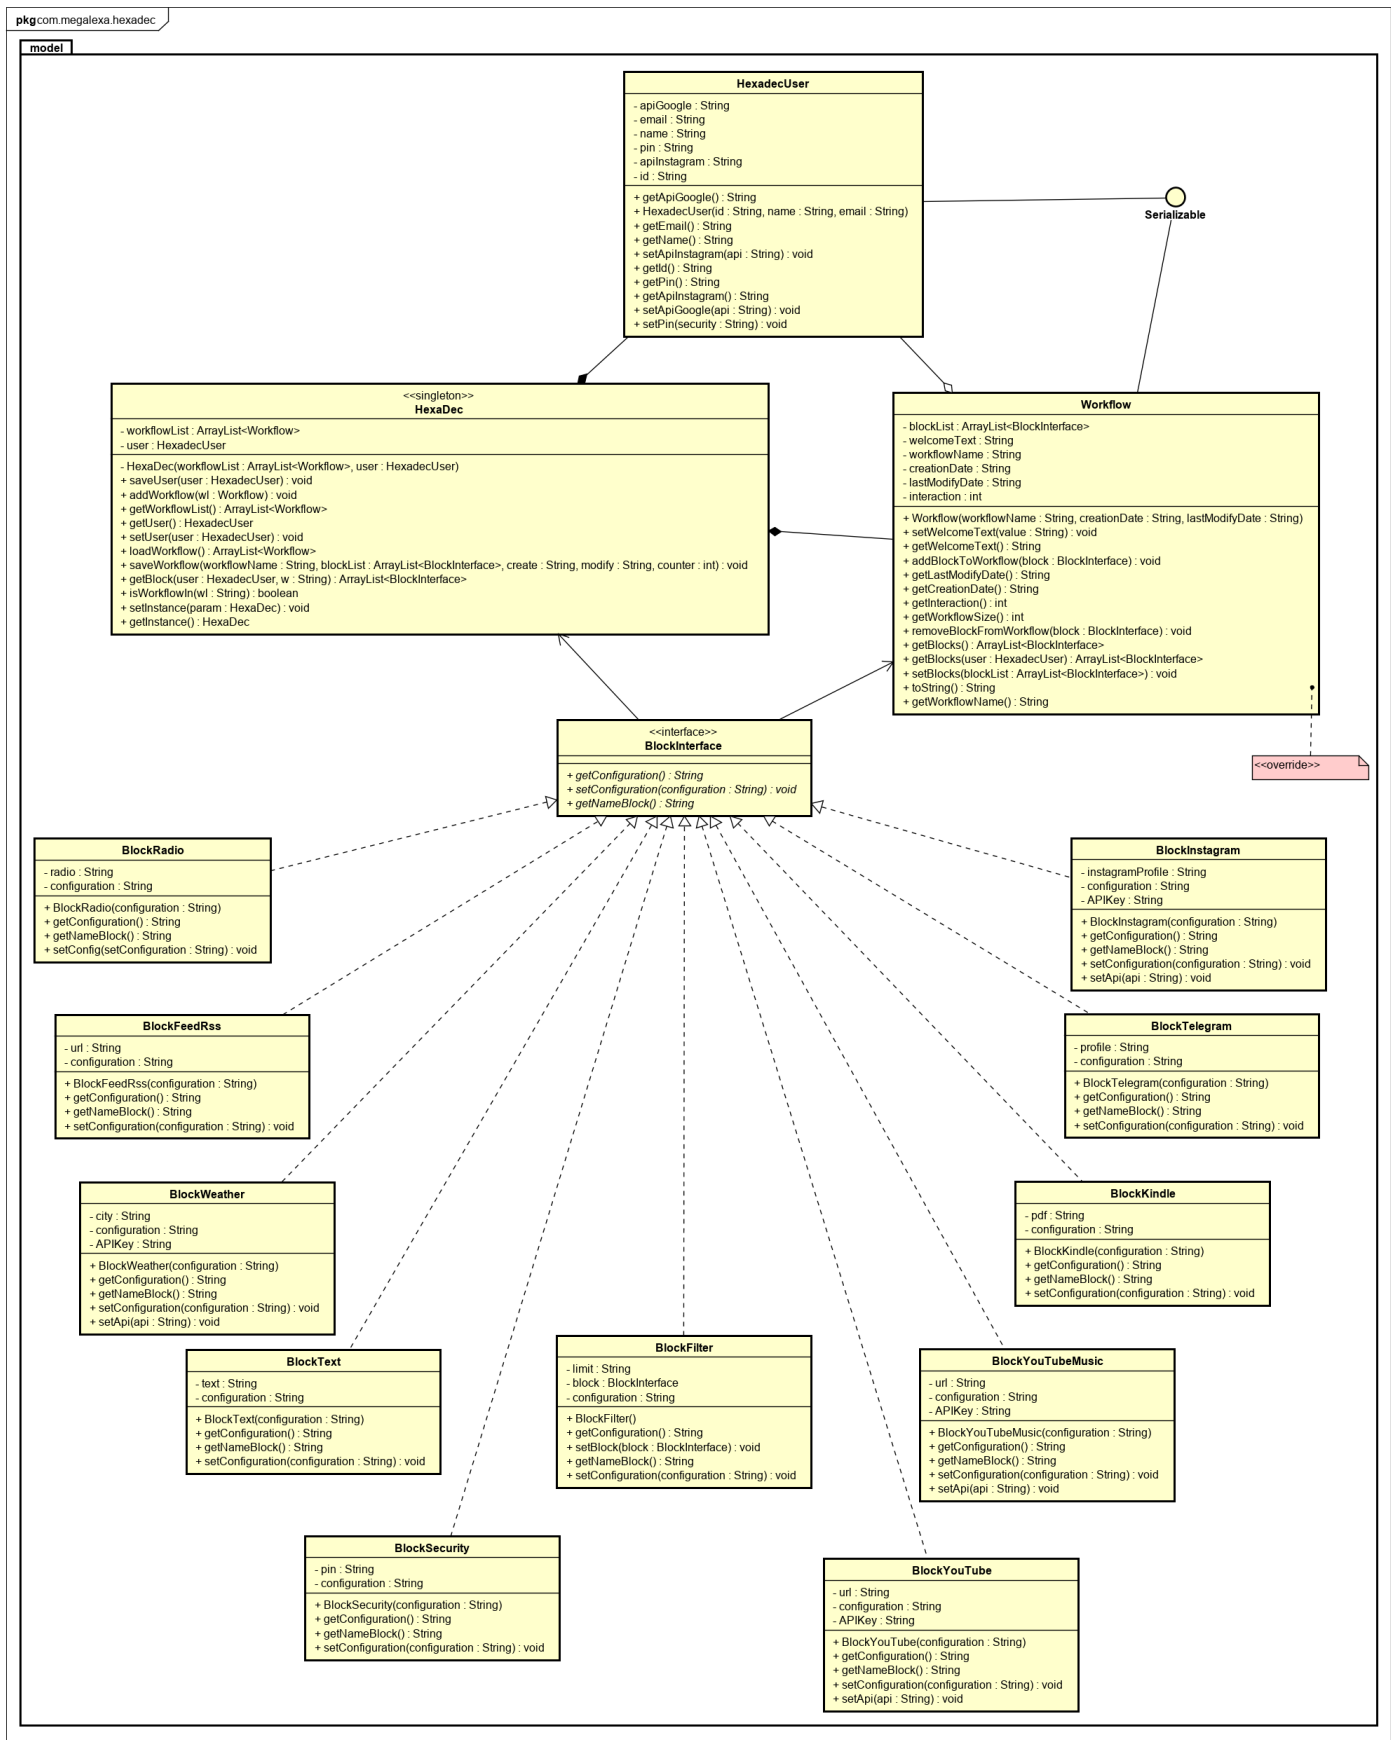 pkg com.megalexa.hexadec
model
HexadecUser
- apiGoogle : String
- email : String
- name : String
- pin : String
- apiInstagram : String
- id : String
+ getApiGoogle() : String
+ HexadecUser(id : String, name : String, email : String)
+ getEmail() : String
+ getName() : String
+ setApiInstagram(api : String) : void
+ getId() : String
+ getPin() : String
+ getApiInstagram() : String
+ setApiGoogle(api : String) : void
+ setPin(security : String) : void
Serializable
<<singleton>>
HexaDec
- workflowList : ArrayList<Workflow>
- user : HexadecUser
- HexaDec(workflowList : ArrayList<Workflow>, user : HexadecUser)
+ saveUser(user : HexadecUser) : void
+ addWorkflow(wl : Workflow) : void
+ getWorkflowList() : ArrayList<Workflow>
+ getUser() : HexadecUser
+ setUser(user : HexadecUser) : void
+ loadWorkflow() : ArrayList<Workflow>
+ saveWorkflow(workflowName : String, blockList : ArrayList<BlockInterface>, create : String, modify : String, counter : int) : void
+ getBlock(user : HexadecUser, w : String) : ArrayList<BlockInterface>
+ isWorkflowIn(wl : String) : boolean
+ setInstance(param : HexaDec) : void
+ getInstance() : HexaDec
Workflow
- blockList : ArrayList<BlockInterface>
- welcomeText : String
- workflowName : String
- creationDate : String
- lastModifyDate : String
- interaction : int
+ Workflow(workflowName : String, creationDate : String, lastModifyDate : String)
+ setWelcomeText(value : String) : void
+ getWelcomeText() : String
+ addBlockToWorkflow(block : BlockInterface) : void
+ getLastModifyDate() : String
+ getCreationDate() : String
+ getInteraction() : int
+ getWorkflowSize() : int
+ removeBlockFromWorkflow(block : BlockInterface) : void
+ getBlocks() : ArrayList<BlockInterface>
+ getBlocks(user : HexadecUser) : ArrayList<BlockInterface>
+ setBlocks(blockList : ArrayList<BlockInterface>) : void
+ toString() : String
+ getWorkflowName() : String
<<override>>
<<interface>>
BlockInterface
+ getConfiguration() : String
+ setConfiguration(configuration : String) : void
+ getNameBlock() : String
BlockRadio
- radio : String
- configuration : String
+ BlockRadio(configuration : String)
+ getConfiguration() : String
+ getNameBlock() : String
+ setConfig(setConfiguration : String) : void
BlockInstagram
- instagramProfile : String
- configuration : String
- APIKey : String
+ BlockInstagram(configuration : String)
+ getConfiguration() : String
+ getNameBlock() : String
+ setConfiguration(configuration : String) : void
+ setApi(api : String) : void
BlockFeedRss
- url : String
- configuration : String
+ BlockFeedRss(configuration : String)
+ getConfiguration() : String
+ getNameBlock() : String
+ setConfiguration(configuration : String) : void
BlockTelegram
- profile : String
- configuration : String
+ BlockTelegram(configuration : String)
+ getConfiguration() : String
+ getNameBlock() : String
+ setConfiguration(configuration : String) : void
BlockWeather
- city : String
- configuration : String
- APIKey : String
+ BlockWeather(configuration : String)
+ getConfiguration() : String
+ getNameBlock() : String
+ setConfiguration(configuration : String) : void
+ setApi(api : String) : void
BlockKindle
- pdf : String
- configuration : String
+ BlockKindle(configuration : String)
+ getConfiguration() : String
+ getNameBlock() : String
+ setConfiguration(configuration : String) : void
BlockText
- text : String
- configuration : String
+ BlockText(configuration : String)
+ getConfiguration() : String
+ getNameBlock() : String
+ setConfiguration(configuration : String) : void
BlockFilter
- limit : String
- block : BlockInterface
- configuration : String
+ BlockFilter()
+ getConfiguration() : String
+ setBlock(block : BlockInterface) : void
+ getNameBlock() : String
+ setConfiguration(configuration : String) : void
BlockYouTubeMusic
- url : String
- configuration : String
- APIKey : String
+ BlockYouTubeMusic(configuration : String)
+ getConfiguration() : String
+ getNameBlock() : String
+ setConfiguration(configuration : String) : void
+ setApi(api : String) : void
BlockSecurity
- pin : String
- configuration : String
+ BlockSecurity(configuration : String)
+ getConfiguration() : String
+ getNameBlock() : String
+ setConfiguration(configuration : String) : void
BlockYouTube
- url : String
- configuration : String
- APIKey : String
+ BlockYouTube(configuration : String)
+ getConfiguration() : String
+ getNameBlock() : String
+ setConfiguration(configuration : String) : void
+ setApi(api : String) : void